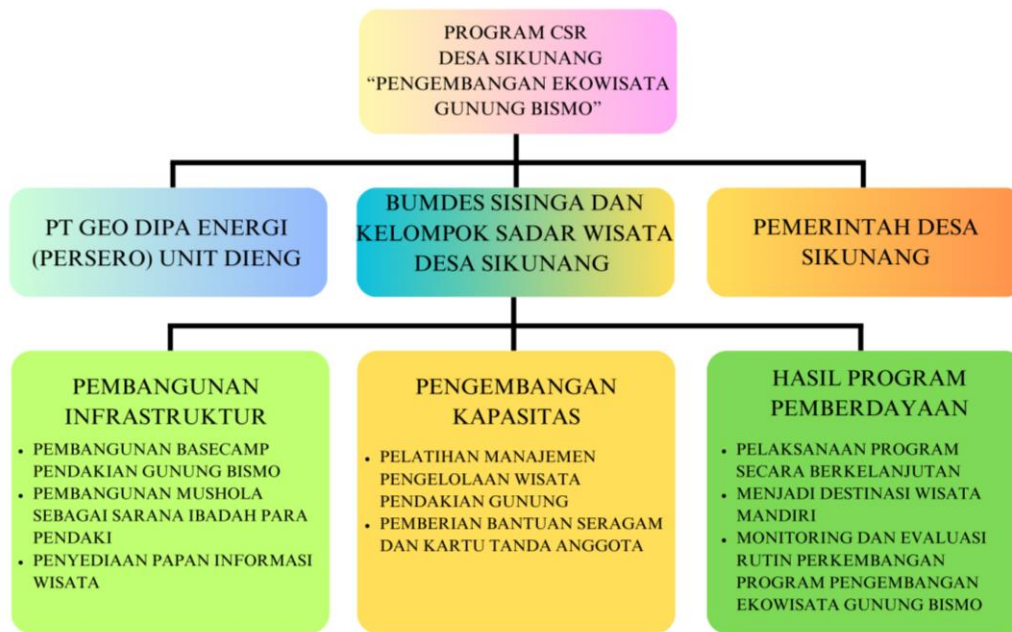 PROGRAM CSR
DESA SIKUNANG
“PENGEMBANGAN EKOWISATA
GUNUNG BISMO”
PT GEO DIPA ENERGI
(PERSERO) UNIT DIENG
BUMDES SISINGA DAN
KELOMPOK SADAR WISATA
DESA SIKUNANG
PEMERINTAH DESA
SIKUNANG
PEMBANGUNAN
INFRASTRUKTUR
• PEMBANGUNAN BASECAMP
PENDAKIAN GUNUNG BISMO
• PEMBANGUNAN MUSHOLA
SEBAGAI SARANA IBADAH PARA
PENDAKI
• PENYEDIAAN PAPAN INFORMASI
WISATA
PENGEMBANGAN
KAPASITAS
• PELATIHAN MANAJEMEN
PENGELOLAAN WISATA
PENDAKIAN GUNUNG
• PEMBERIAN BANTUAN SERAGAM
DAN KARTU TANDA ANGGOTA
HASIL PROGRAM
PEMBERDAYAAN
• PELAKSANAAN PROGRAM
SECARA BERKELANJUTAN
• MENJADI DESTINASI WISATA
MANDIRI
• MONITORING DAN EVALUASI
RUTIN PERKEMBANGAN
PROGRAM PENGEMBANGAN
EKOWISATA GUNUNG BISMO